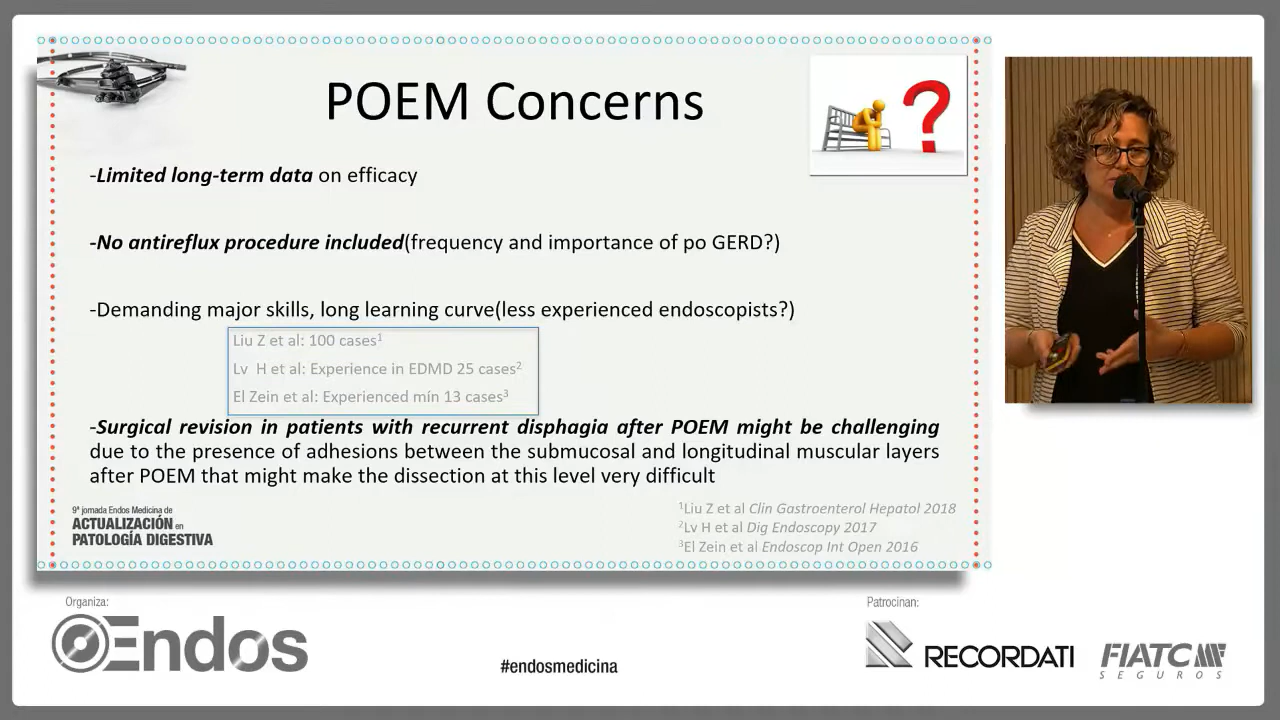 POEM Concerns
-Limited long-term data on efficacy
-No antireflux procedure included(frequency and importance of po GERD?)
-Demanding major skills, long learning curve(less experienced endoscopists?)
Liu Z et al: 100 cases1
Lv H et al: Experience in EDMD 25 cases2
El Zein et al: Experienced mín 13 cases3
-Surgical revision in patients with recurrent disphagia after POEM might be challenging
due to the presence of adhesions between the submucosal and longitudinal muscular layers
after POEM that might make the dissection at this level very difficult
1Liu Z et al Clin Gastroenterol Hepatol 2018
2Lv H et al Dig Endoscopy 2017
3El Zein et al Endoscop Int Open 2016
9ª jornada Endos Medicina de
ACTUALIZACIÓN en
PATOLOGÍA DIGESTIVA
Organiza:
Endos
#endosmedicina
Patrocinan:
RECORDATI
FIATC
SEGUROS